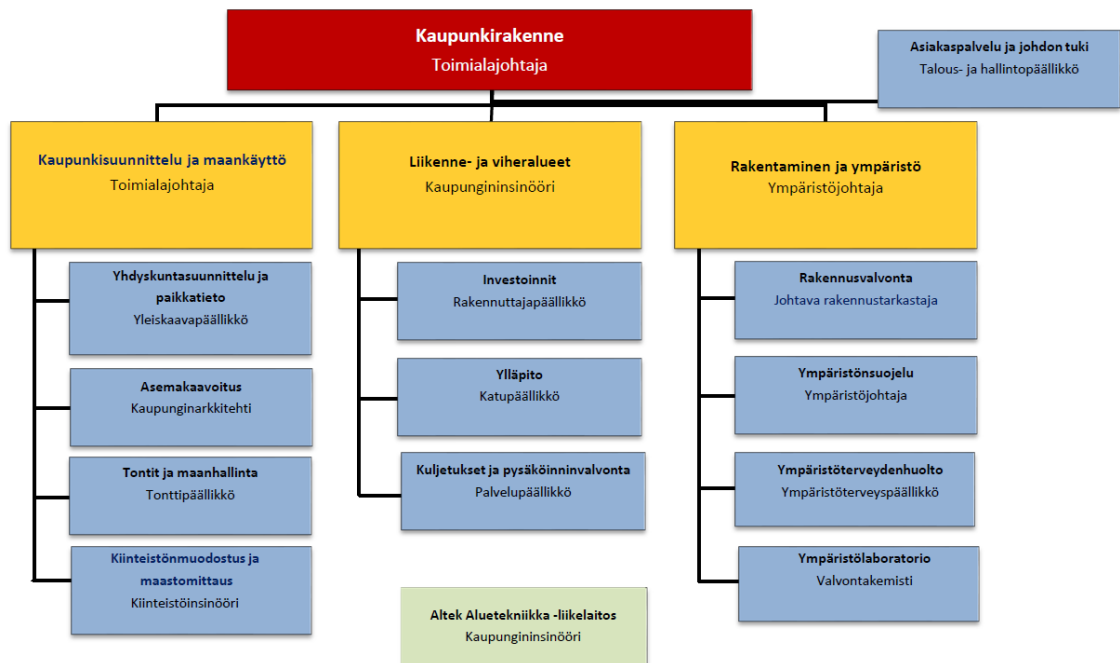 Kaupunkirakenne
Toimialajohtaja
Asiakaspalvelu ja johdon tuki
Talous- ja hallintopäällikkö
Kaupunkisuunnittelu ja maankäyttö
Toimialajohtaja
Liikenne- ja viheralueet
Kaupungininsinööri
Rakentaminen ja ympäristö
Ympäristöjohtaja
Yhdyskuntasuunnittelu ja
paikkatieto
Yleiskaavapäällikkö
Asemakaavoitus
Kaupunginarkkitehti
Tontit ja maanhallinta
Tonttipäällikkö
Kiinteistönmuodostus ja
maastomittaus
Kiinteistöinsinööri
Investoinnit
Rakennuttajapäällikkö
Ylläpito
Katupäällikkö
Kuljetukset ja pysäköinninvalvonta
Palvelupäällikkö
Rakennusvalvonta
Johtava rakennustarkastaja
Ympäristönsuojelu
Ympäristöjohtaja
Ympäristöterveydenhuolto
Ympäristöterveyspäällikkö
Ympäristölaboratorio
Valvontakemisti
Altek Aluetekniikka -liikelaitos
Kaupungininsinööri